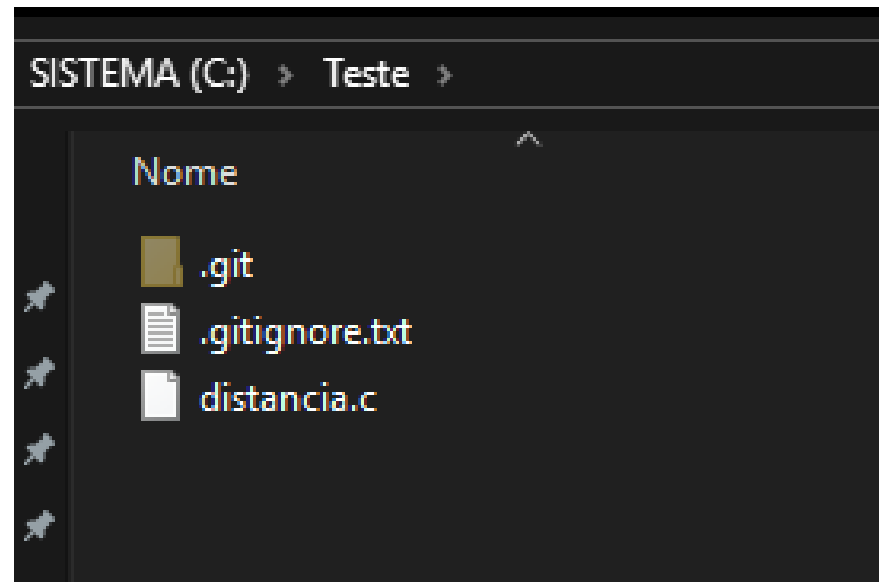 SISTEMA (C:) > Teste >
Nome
.git
.gitignore.txt
distancia.c